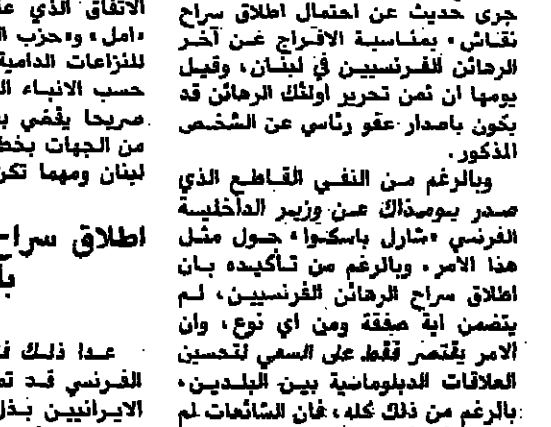 جرى حديث عن احتمال اطلاق سراح
نقاش، بمناسبة الافراج عن آخر
الرهائن الفرنسيين في لبنان، وقيل
يومها ان ثمن تحرير اولئك الرهائن قد
يكون باصدار عفو رئاسي عن الشخص
المذكور.
وبالرغم من النفي القاطع الذي
صدر يومذاك عن وزير الداخلية
الفرنسي «شارل باسكوا» حول مثل
هذا الامر. وبالرغم من تأكيده بان
اطلاق سراح الرهائن الفرنسيين، لم
يتضمن اية صفقة ومن اي نوع، وان
الامر يقتصر فقط على السعي لتحسين
العلاقات الدبلوماسية بين البلدين،
بالرغم من ذلك كله، فان الشائعات لم
الاتفاق الذي
«امل» و«حزب
للنزاعات الدامية
حسب الانباء
صريحا يقضي
من الجهات
لبنان ومهما
اطلاق سراح
عدا ذلك
الفرنسي قد
الايرانيين